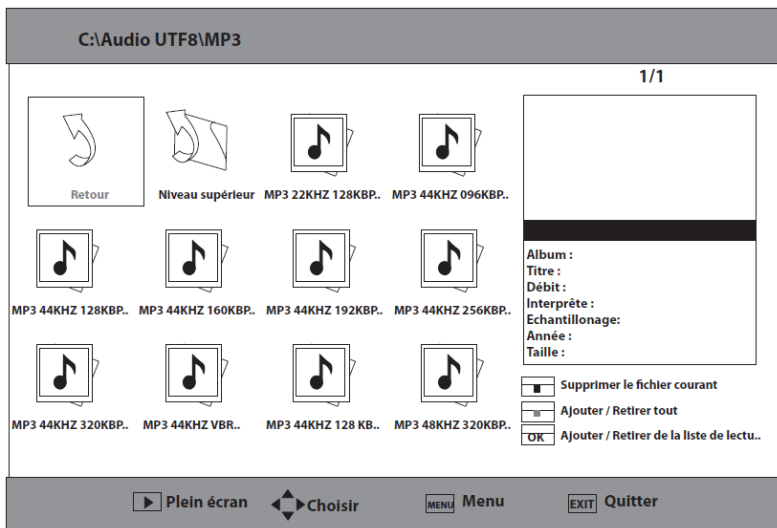 C:\Audio UTF8\MP3
1/1
Retour
Niveau supérieur
MP3 22KHZ 128KBP..
MP3 44KHZ 096KBP..
MP3 44KHZ 128KBP..
MP3 44KHZ 160KBP..
MP3 44KHZ 192KBP..
MP3 44KHZ 256KBP..
MP3 44KHZ 320KBP..
MP3 44KHZ VBR..
MP3 44KHZ 128 KB..
MP3 48KHZ 320KBP..
Album :
Titre :
Débit :
Interprête :
Echantillonage:
Année :
Taille :
Supprimer le fichier courant
Ajouter / Retirer tout
OK Ajouter / Retirer de la liste de lectu..
Plein écran
Choisir
MENU Menu
EXIT Quitter